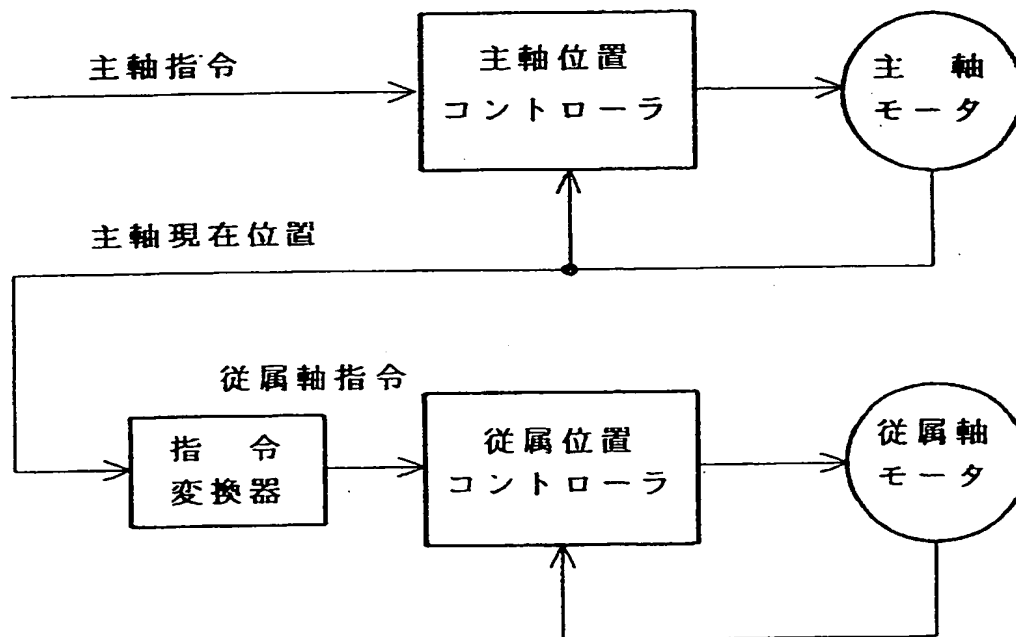 主軸指令
主軸位置
コントローラ
主 軸
モータ
主軸現在位置
従属軸指令
指 令
変換器
従属位置
コントローラ
従属軸
モータ